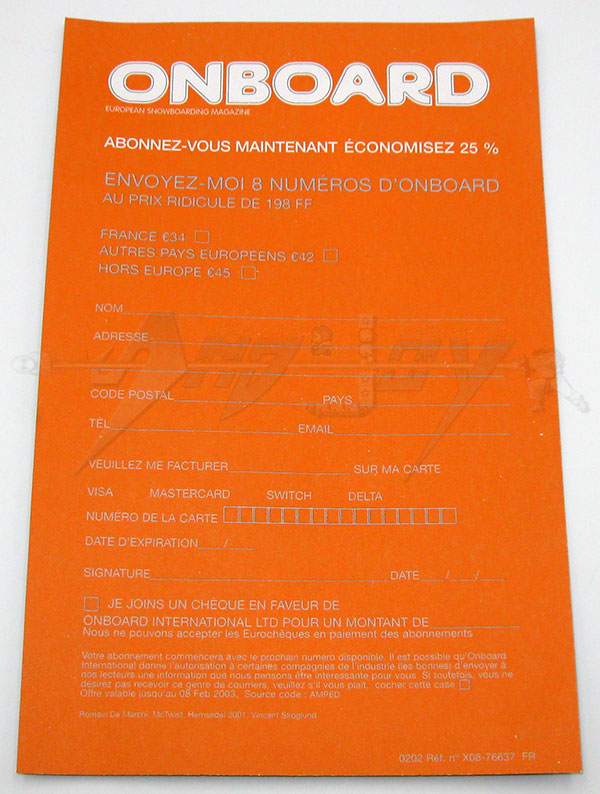 ONBOARD
EUROPEAN SNOWBOARDING MAGAZINE
ABONNEZ-VOUS MAINTENANT ÉCONOMISEZ 25 %
ENVOYEZ-MOI 8 NUMÉROS D'ONBOARD
AU PRIX RIDICULE DE 198 FF
FRANCE €34
AUTRES PAYS EUROPEENS €42
HORS EUROPE €45
NOM
ADRESSE
CODE POSTAL PAYS
TÉL EMAIL
VEUILLEZ ME FACTURER SUR MA CARTE
VISA MASTERCARD SWITCH DELTA
NUMÉRO DE LA CARTE
DATE D'EXPIRATION___/___
SIGNATURE DATE___/___/___
JE JOINS UN CHÈQUE EN FAVEUR DE
ONBOARD INTERNATIONAL LTD POUR UN MONTANT DE
Nous ne pouvons accepter les Eurochèques en paiement des abonnements
Votre abonnement commencera avec le prochain numéro disponible. Il est possible qu'Onboard
International donne l'autorisation à certaines compagnies de l'industrie (les bonnes) d'envoyer à
nos lecteurs une information que nous pensons être interessante pour vous. Si toutefois, vous ne
désirez pas recevoir ce genre de courriers, veuillez s'il vous plaît, cocher cette case
Offre valable jusqu'au 08 Feb 2003. Source code : AMPED
Romain De Marchi, McTwist, Hemsedal 2001. Vincent Skoglund
0202 Réf. n° X08-76637 FR